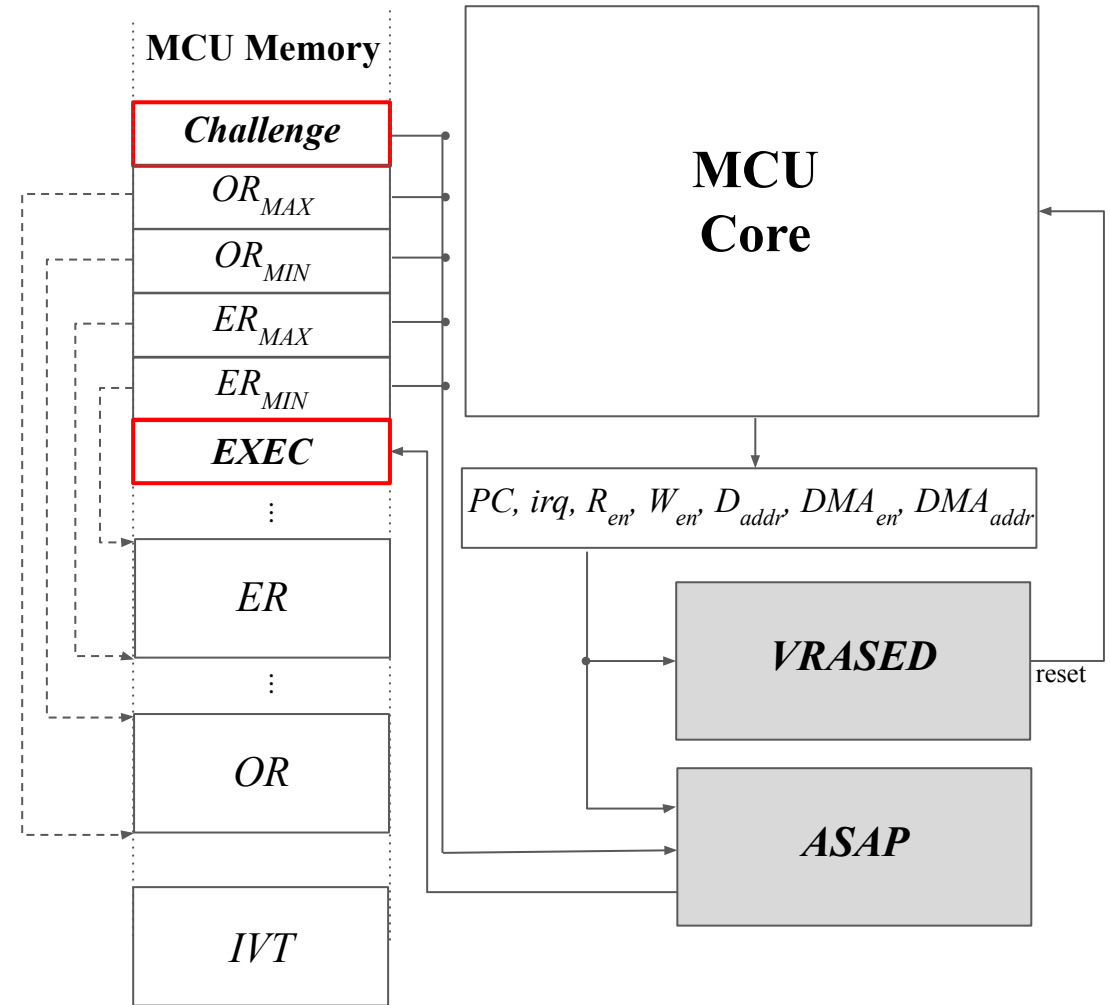 MCU Memory
Challenge
OR_MAX
OR_MIN
ER_MAX
ER_MIN
EXEC
⋮
ER
⋮
OR
IVT
MCU
Core
PC, irq, R_en, W_en, D_addr, DMA_en, DMA_addr
VRASED
reset
ASAP